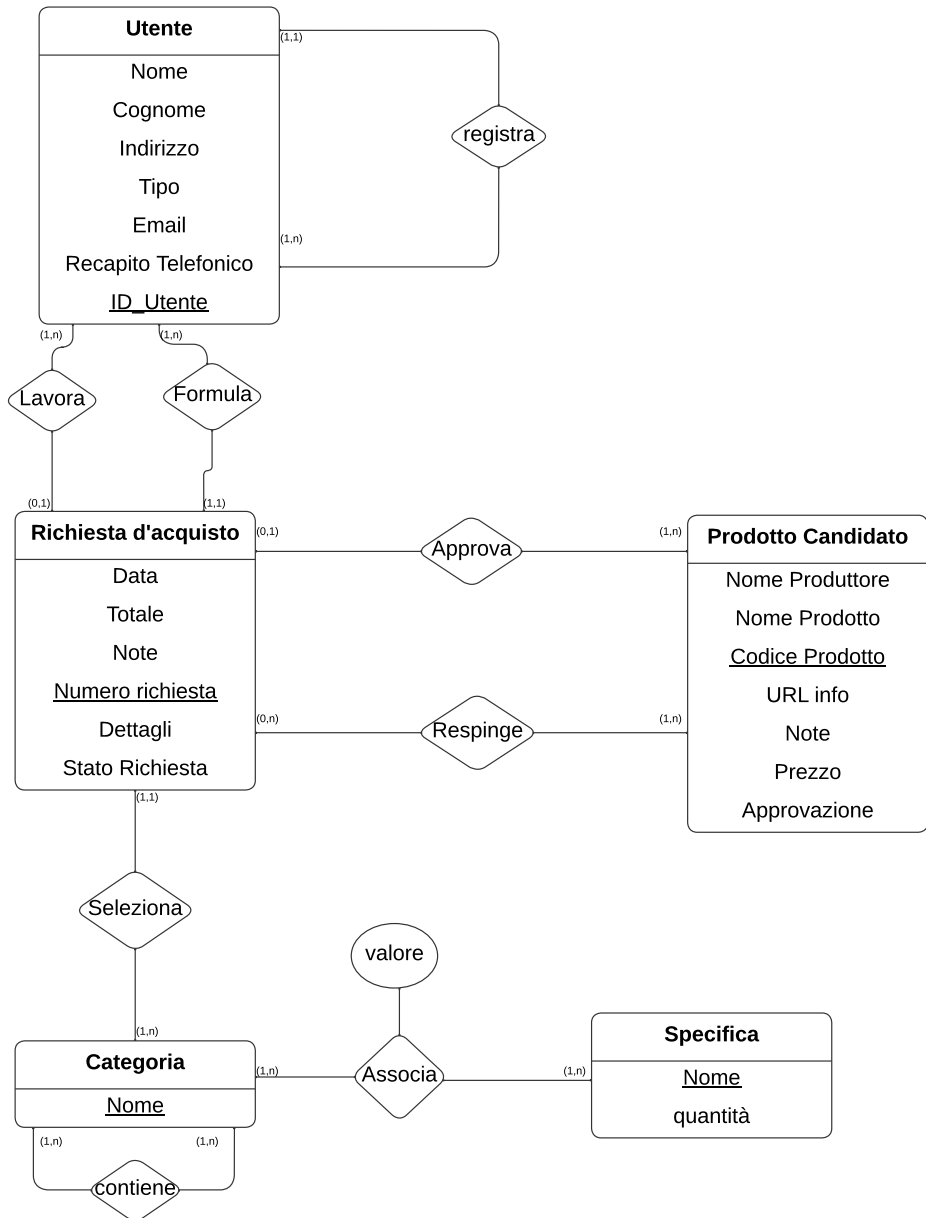 Utente
(1,1)
Nome
Cognome
Indirizzo
registra
Tipo
Email
(1,n)
Recapito Telefonico
ID_Utente
(1,n)
(1,n)
Lavora
Formula
(0,1)
(1,1)
Richiesta d'acquisto
(0,1)
Approva
(1,n)
Prodotto Candidato
Data
Totale
Note
Numero richiesta
Dettagli
Stato Richiesta
Nome Produttore
Nome Prodotto
Codice Prodotto
URL info
Note
Prezzo
Approvazione
(0,n)
Respinge
(1,n)
(1,1)
Seleziona
(1,n)
valore
Categoria
Nome
(1,n)
Associa
(1,n)
Specifica
Nome
quantità
(1,n)
(1,n)
contiene